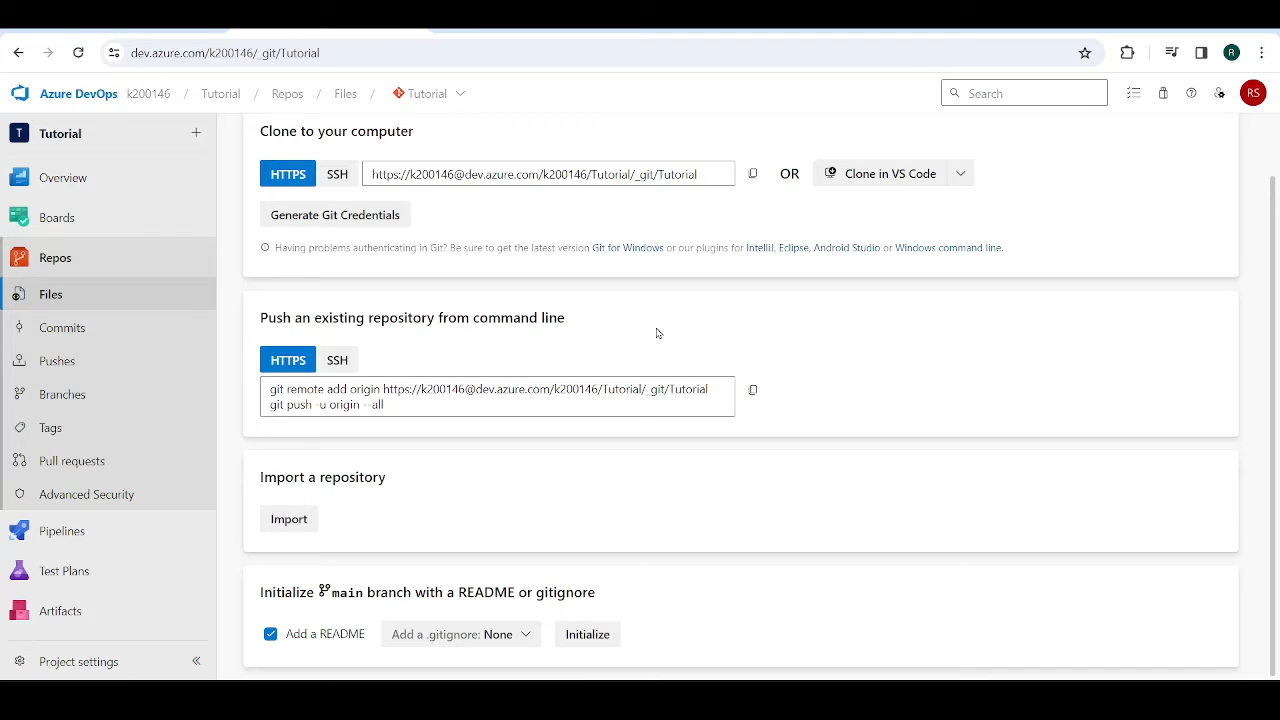 dev.azure.com/k200146/_git/Tutorial
R
Azure DevOps k200146 / Tutorial / Repos / Files / Tutorial
Search
RS
T Tutorial
Overview
Boards
Repos
Files
Commits
Pushes
Branches
Tags
Pull requests
Advanced Security
Pipelines
Test Plans
Artifacts
Project settings
Clone to your computer
HTTPS SSH https://k200146@dev.azure.com/k200146/Tutorial/_git/Tutorial OR Clone in VS Code
Generate Git Credentials
Having problems authenticating in Git? Be sure to get the latest version Git for Windows or our plugins for IntelliJ, Eclipse, Android Studio or Windows command line.
Push an existing repository from command line
HTTPS SSH
git remote add origin https://k200146@dev.azure.com/k200146/Tutorial/_git/Tutorial
git push -u origin --all
Import a repository
Import
Initialize main branch with a README or gitignore
Add a README Add a .gitignore: None Initialize